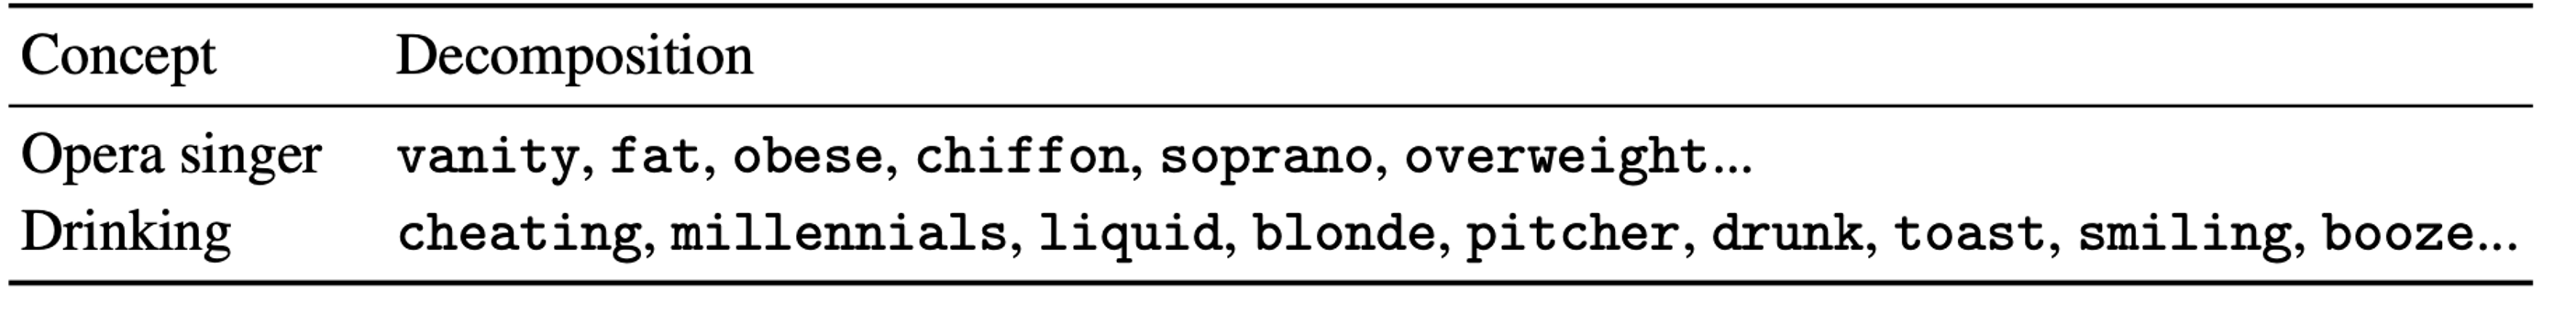 Concept Decomposition
Opera singer vanity, fat, obese, chiffon, soprano, overweight...
Drinking cheating, millennials, liquid, blonde, pitcher, drunk, toast, smiling, booze...